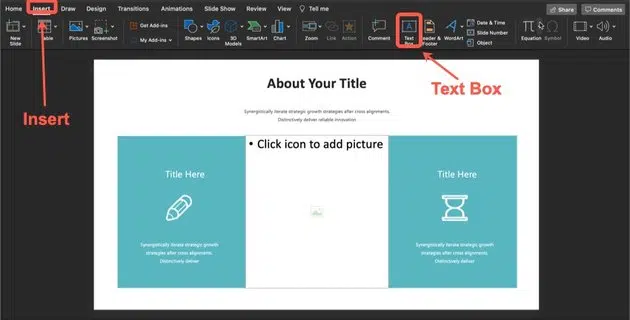 Home Insert Draw Design Transitions Animations Slide Show Review View Tell me Share Comments
New Slide
Table
Pictures
Screenshot
Get Add-ins
My Add-ins
Shapes
Icons
3D Models
SmartArt
Chart
Zoom
Link
Action
Comment
Text Box
Header & Footer
WordArt
Date & Time
Slide Number
Object
Equation
Symbol
Video
Audio
Insert
Text Box
About Your Title
Synergistically iterate strategic growth strategies after cross alignments.
Distinctively deliver reliable innovation
• Click icon to add picture
Title Here
Synergistically iterate strategic growth
strategies after cross alignments.
Distinctively deliver
Title Here
Synergistically iterate strategic growth
strategies after cross alignments.
Distinctively deliver